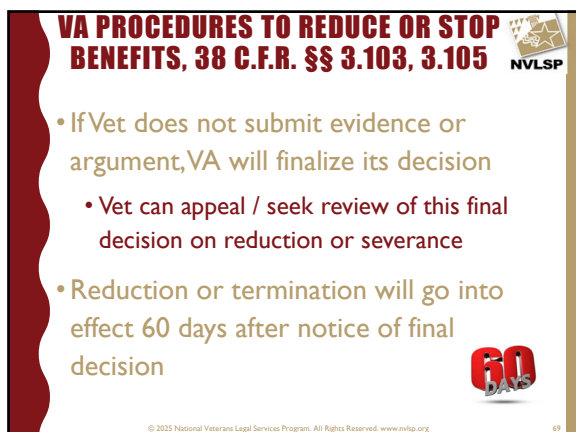 VA PROCEDURES TO REDUCE OR STOP
BENEFITS, 38 C.F.R. §§ 3.103, 3.105
NVLSP
• If Vet does not submit evidence or
argument, VA will finalize its decision
• Vet can appeal / seek review of this final
decision on reduction or severance
• Reduction or termination will go into
effect 60 days after notice of final
decision
60
DAYS
© 2025 National Veterans Legal Services Program. All Rights Reserved. www.nvlsp.org
69